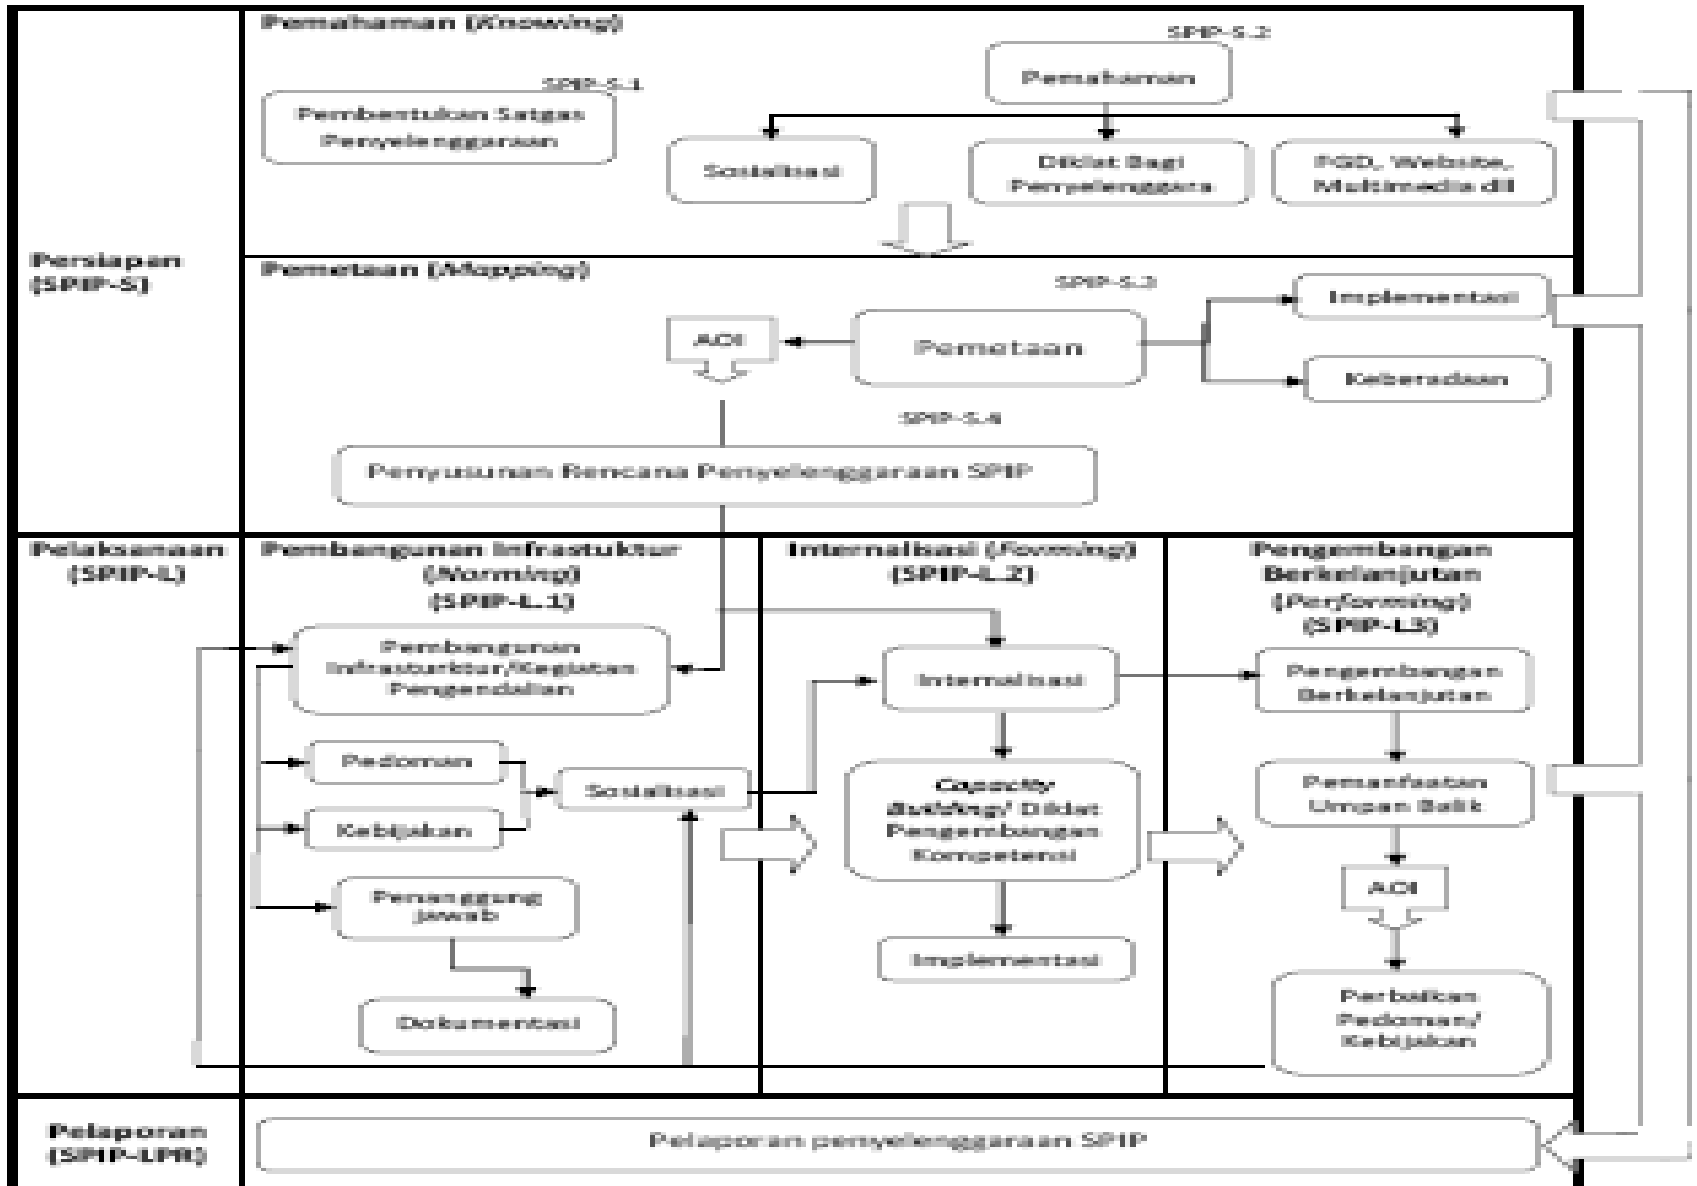 Pemahaman (Knowing)
SPIP-S.2
Pemahaman
SPIP-S.1
Pembentukan Satgas
Penyelenggaraan
Sosialisasi
Diklat Bagi
Penyelenggara
FGD, Website,
Multimedia dll
Persiapan
(SPIP-S)
Pemetaan (Mapping)
SPIP-S.3
Implementasi
AOI
Pemetaan
Keberadaan
SPIP-S.4
Penyusunan Rencana Penyelenggaraan SPIP
Pelaksanaan
(SPIP-L)
Pembangunan Infrastuktur
(Norming)
(SPIP-L.1)
Internalisasi (Forming)
(SPIP-L.2)
Pengembangan
Berkelanjutan
(Performing)
(SPIP-L3)
Pembangunan
Infrasturktur/Kegiatan
Pengendalian
Internalisasi
Pengembangan
Berkelanjutan
Pedoman
Sosialisasi
Kebijakan
Capacity
Building/ Diklat
Pengembangan
Kompetensi
Pemanfaatan
Umpan Balik
Penanggung
jawab
AOI
Implementasi
Dokumentasi
Perbaikan
Pedoman/
Kebijakan
Pelaporan
(SPIP-LPR)
Pelaporan penyelenggaraan SPIP